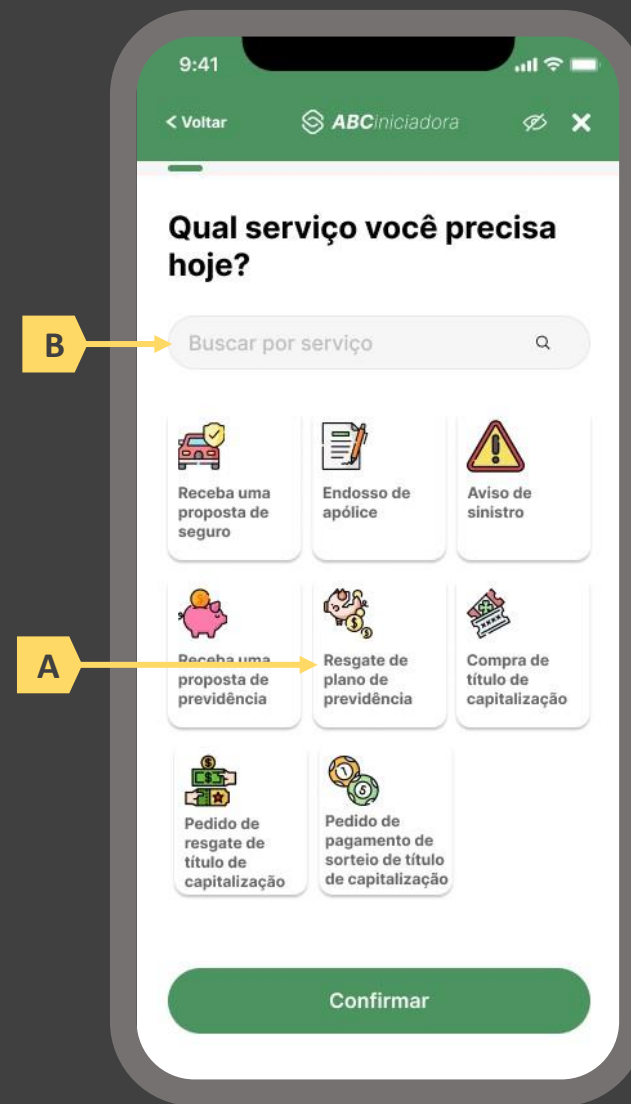 9:41
< Voltar
ABCiniciadora
Qual serviço você precisa
hoje?
B
Buscar por serviço
Receba uma
proposta de
seguro
Endosso de
apólice
Aviso de
sinistro
A
Receba uma
proposta de
previdência
Resgate de
plano de
previdência
Compra de
título de
capitalização
Pedido de
resgate de
título de
capitalização
Pedido de
pagamento de
sorteio de título
de capitalização
Confirmar